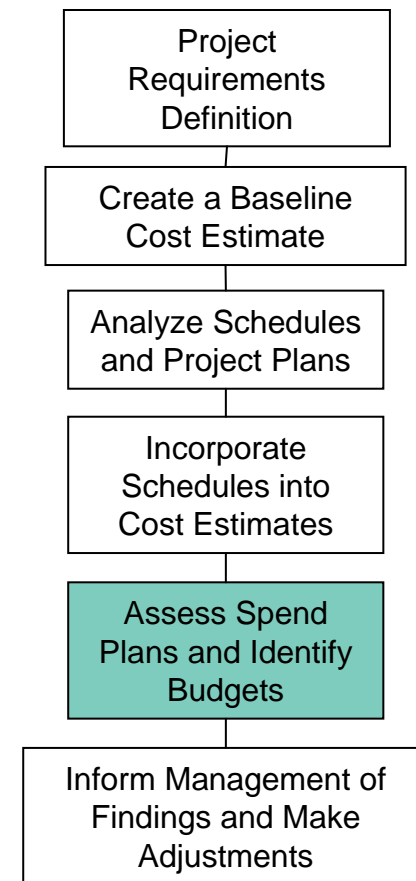 Project
Requirements
Definition
Create a Baseline
Cost Estimate
Analyze Schedules
and Project Plans
Incorporate
Schedules into
Cost Estimates
Assess Spend
Plans and Identify
Budgets
Inform Management of
Findings and Make
Adjustments